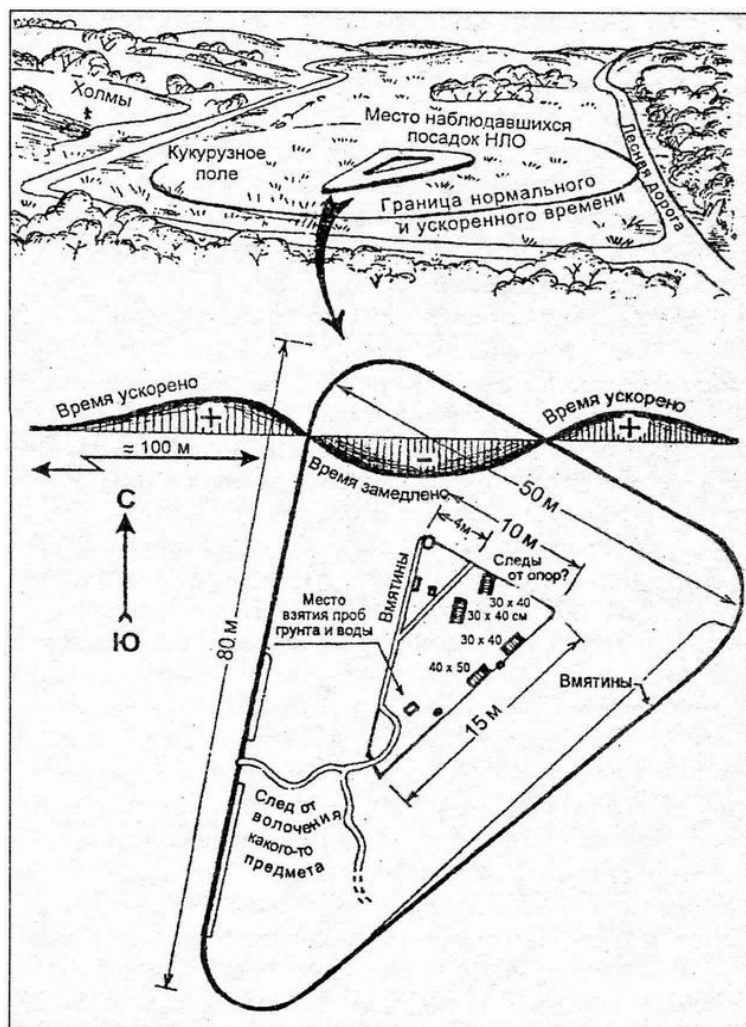 Холмы
Место наблюдавшихся
посадок НЛО
Кукурузное
поле
Лесная дорога
Граница нормального
и ускоренного времени
Время ускорено
+
Время ускорено
+
-
≈ 100 м
Время замедлено
50 м
С
Ю
4м
10 м
Следы
от опор?
Вмятины
30 х 40
30 х 40 см
30 х 40
40 х 50
Место
взятия проб
грунта и воды
80 м
15 м
Вмятины
След от
волочения
какого-то
предмета